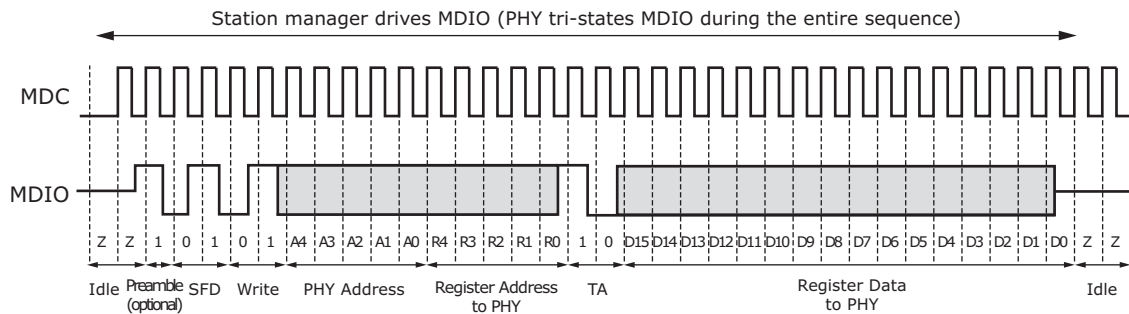 Station manager drives MDIO (PHY tri-states MDIO during the entire sequence)
MDC
MDIO
Z Z 1 0 1 0 1 A4 A3 A2 A1 A0 R4 R3 R2 R1 R0 1 0 D15 D14 D13 D12 D11 D10 D9 D8 D7 D6 D5 D4 D3 D2 D1 D0 Z Z
Idle Preamble (optional) SFD Write PHY Address Register Address to PHY TA Register Data to PHY Idle